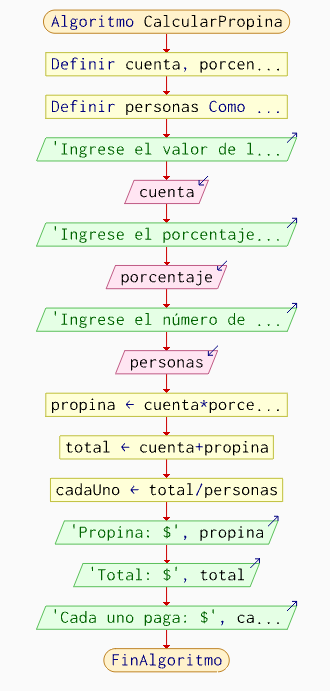 Algoritmo CalcularPropina
Definir cuenta, porcen...
Definir personas Como ...
'Ingrese el valor de l...
cuenta
'Ingrese el porcentaje...
porcentaje
'Ingrese el número de ...
personas
propina ← cuenta*porce...
total ← cuenta+propina
cadaUno ← total/personas
'Propina: $', propina
'Total: $', total
'Cada uno paga: $', ca...
FinAlgoritmo